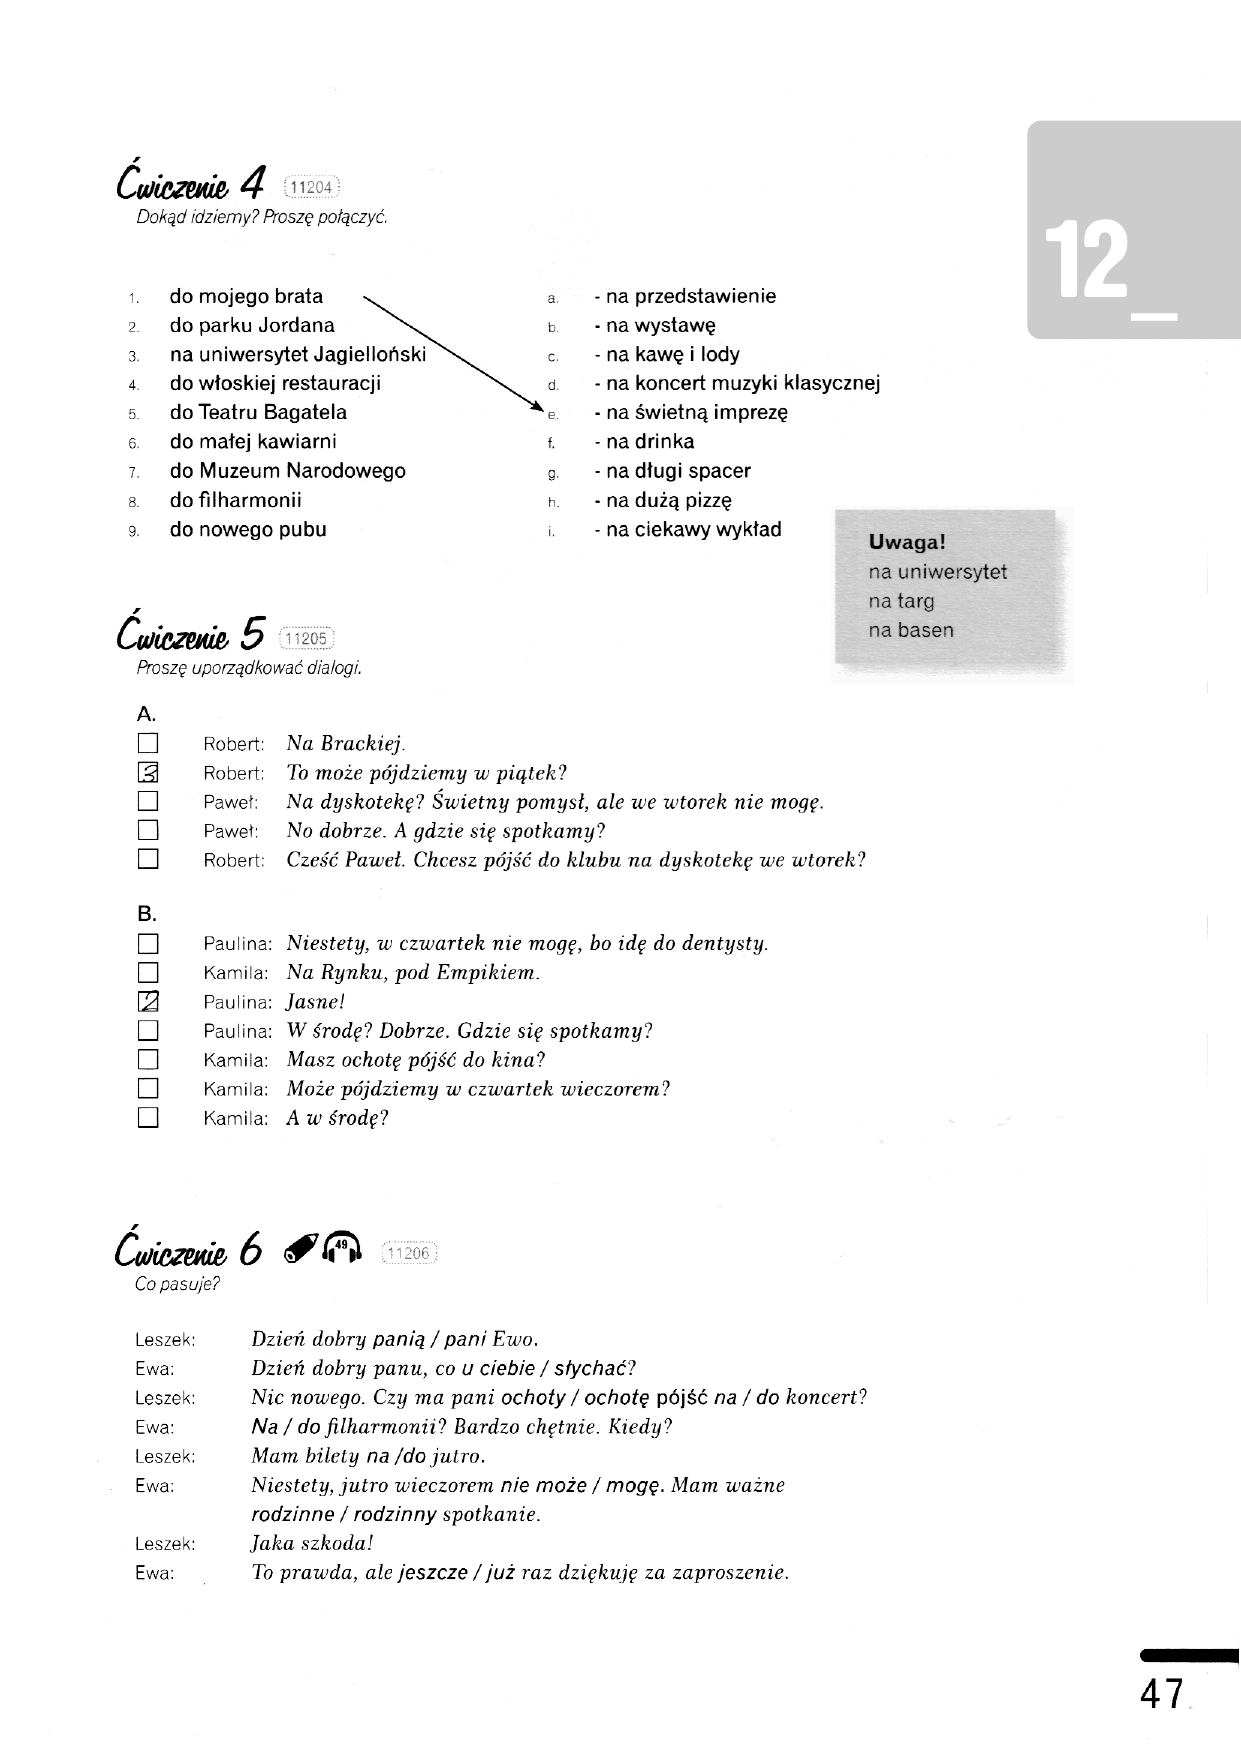 12_
Ćwiczenie 4 11204
Dokąd idziemy? Proszę połączyć.
1. do mojego brata
2. do parku Jordana
3. na uniwersytet Jagielloński
4. do włoskiej restauracji
5. do Teatru Bagatela
6. do małej kawiarni
7. do Muzeum Narodowego
8. do filharmonii
9. do nowego pubu
a. - na przedstawienie
b. - na wystawę
c. - na kawę i lody
d. - na koncert muzyki klasycznej
e. - na świetną imprezę
f. - na drinka
g. - na długi spacer
h. - na dużą pizzę
i. - na ciekawy wykład
Uwaga!
na uniwersytet
na targ
na basen
Ćwiczenie 5 11205
Proszę uporządkować dialogi.
A.
Robert: Na Brackiej.
3 Robert: To może pójdziemy w piątek?
Paweł: Na dyskotekę? Świetny pomysł, ale we wtorek nie mogę.
Paweł: No dobrze. A gdzie się spotkamy?
Robert: Cześć Paweł. Chcesz pójść do klubu na dyskotekę we wtorek?
B.
Paulina: Niestety, w czwartek nie mogę, bo idę do dentysty.
Kamila: Na Rynku, pod Empikiem.
2 Paulina: Jasne!
Paulina: W środę? Dobrze. Gdzie się spotkamy?
Kamila: Masz ochotę pójść do kina?
Kamila: Może pójdziemy w czwartek wieczorem?
Kamila: A w środę?
Ćwiczenie 6 49 11206
Co pasuje?
Leszek: Dzień dobry panią / pani Ewo.
Ewa: Dzień dobry panu, co u ciebie / słychać?
Leszek: Nic nowego. Czy ma pani ochoty / ochotę pójść na / do koncert?
Ewa: Na / do filharmonii? Bardzo chętnie. Kiedy?
Leszek: Mam bilety na /do jutro.
Ewa: Niestety, jutro wieczorem nie może / mogę. Mam ważne
rodzinne / rodzinny spotkanie.
Leszek: Jaka szkoda!
Ewa: To prawda, ale jeszcze / już raz dziękuję za zaproszenie.
47